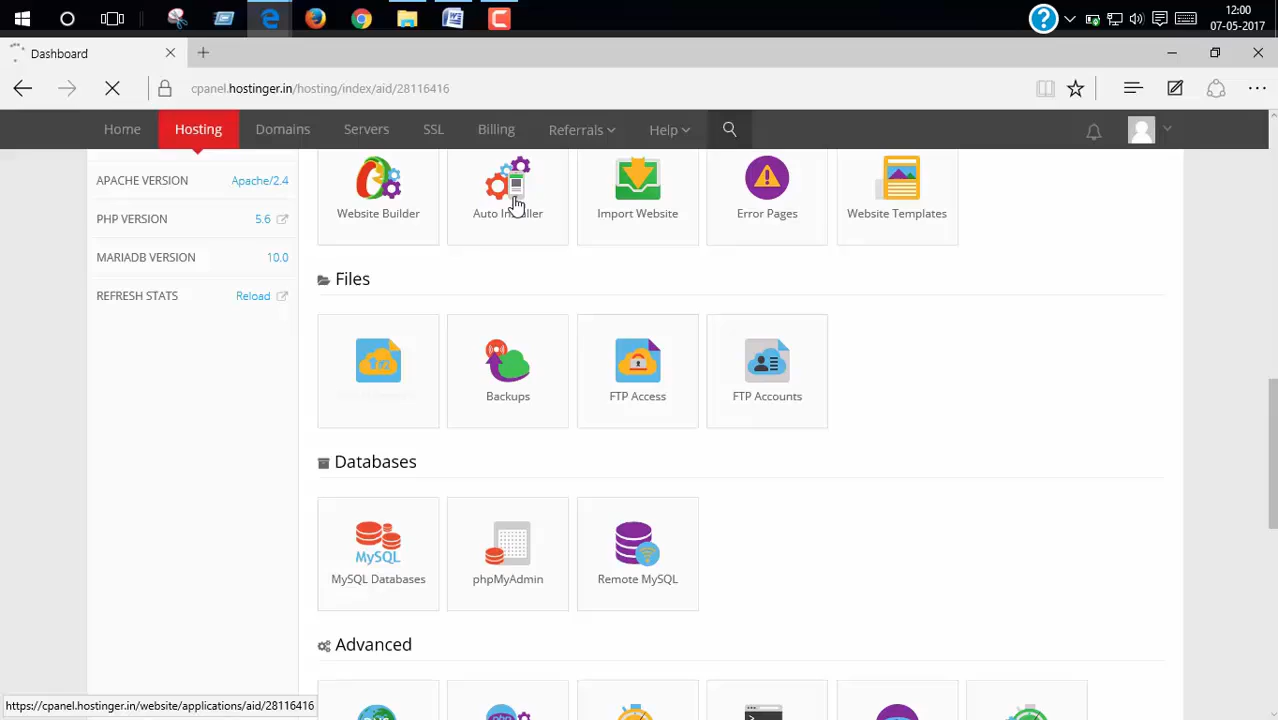 12:00
07-05-2017
Dashboard
cpanel.hostinger.in/hosting/index/aid/28116416
Home Hosting Domains Servers SSL Billing Referrals Help
APACHE VERSION Apache/2.4
PHP VERSION 5.6
MARIADB VERSION 10.0
REFRESH STATS Reload
Website Builder Auto Installer Import Website Error Pages Website Templates
Files
Backups FTP Access FTP Accounts
Databases
MySQL
MySQL Databases phpMyAdmin Remote MySQL
Advanced
https://cpanel.hostinger.in/website/applications/aid/28116416